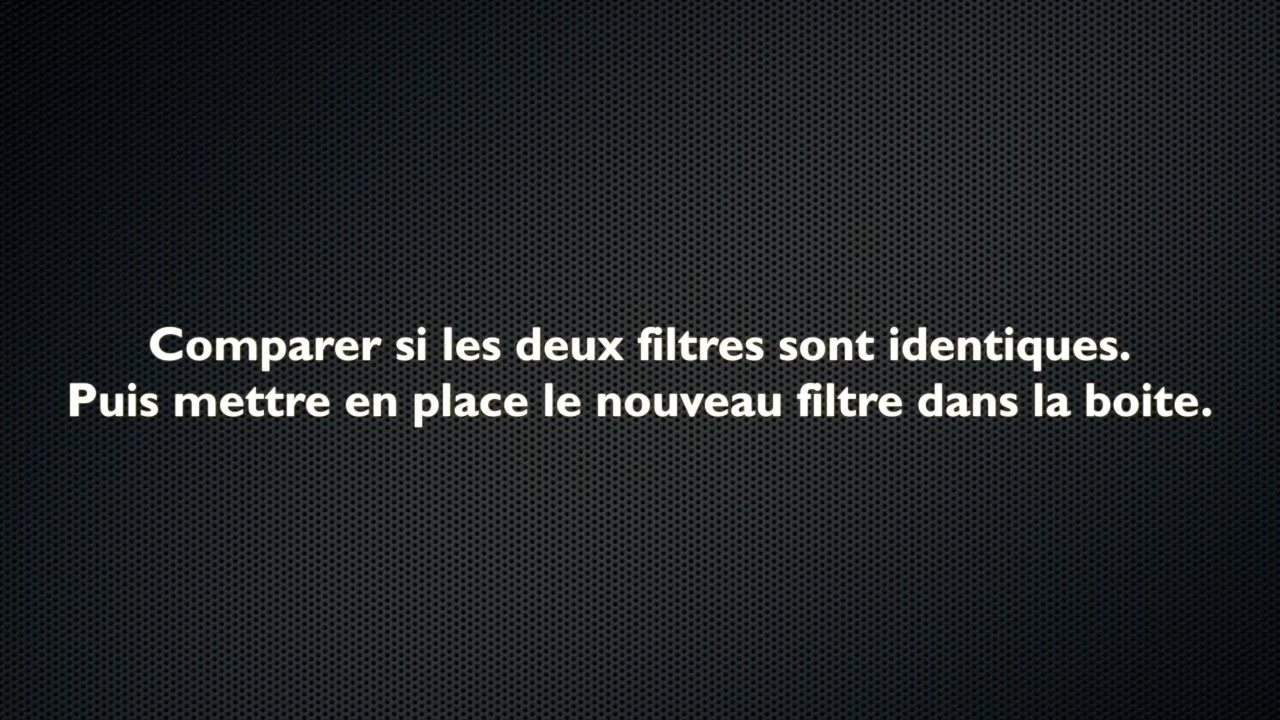 Comparer si les deux filtres sont identiques.
Puis mettre en place le nouveau filtre dans la boite.